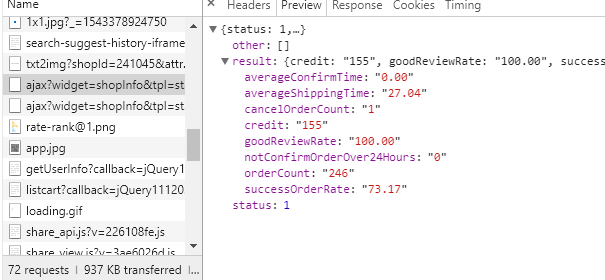 Name
Headers Preview Response Cookies Timing
1x1.jpg?_=1543378924750
search-suggest-history-iframe
txt2img?shopId=241045&attr.
ajax?widget=shopInfo&tpl=st
ajax?widget=shopInfo&tpl=st
rate-rank@1.png
app.jpg
getUserInfo?callback=jQuery1
listcart?callback=jQuery11120
loading.gif
share_api.js?v=226108fe.js
share_view.js?v=3ae6026d.js
72 requests | 937 KB transferred |...
{status: 1,…}
other: []
result: {credit: "155", goodReviewRate: "100.00", success
averageConfirmTime: "0.00"
averageShippingTime: "27.04"
cancelOrderCount: "1"
credit: "155"
goodReviewRate: "100.00"
notConfirmOrderOver24Hours: "0"
orderCount: "246"
successOrderRate: "73.17"
status: 1